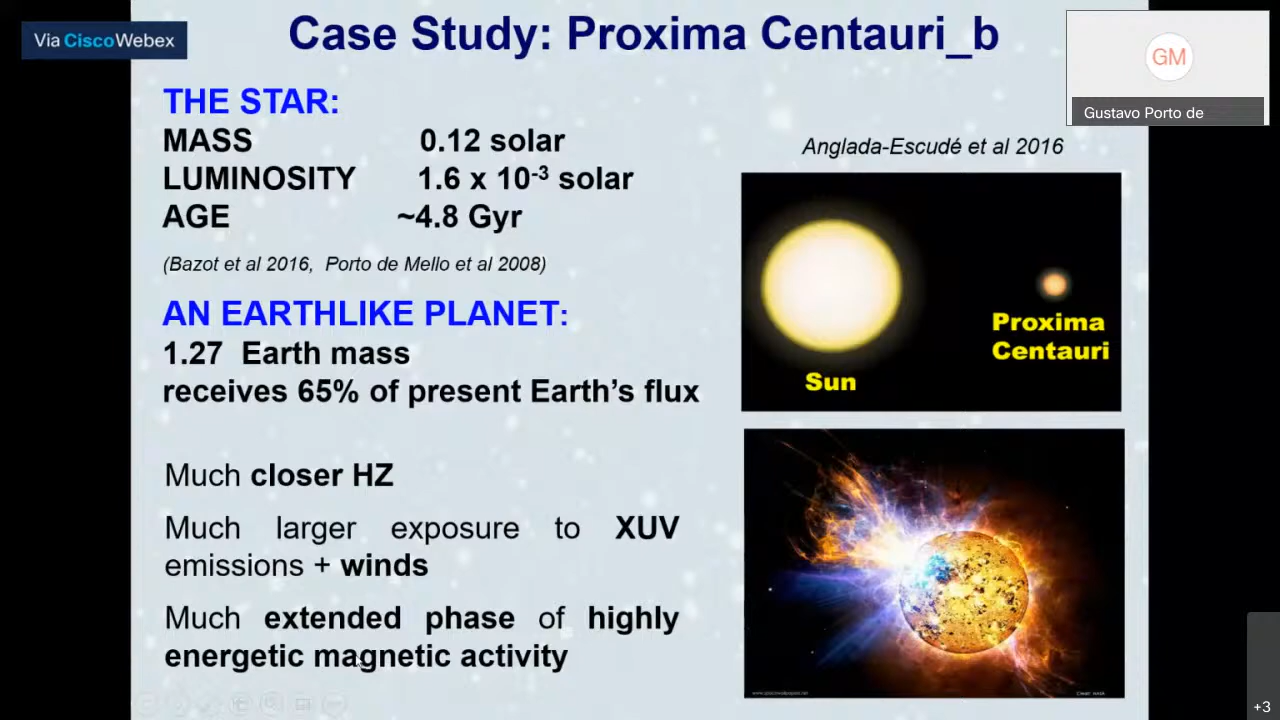 Via CiscoWebex
Case Study: Proxima Centauri_b
GM
Gustavo Porto de
THE STAR:
MASS 0.12 solar
LUMINOSITY 1.6 x 10⁻³ solar
AGE ~4.8 Gyr
(Bazot et al 2016, Porto de Mello et al 2008)
Anglada-Escudé et al 2016
Sun
Proxima
Centauri
AN EARTHLIKE PLANET:
1.27 Earth mass
receives 65% of present Earth's flux
Much closer HZ
Much larger exposure to XUV
emissions + winds
Much extended phase of highly
energetic magnetic activity
+3